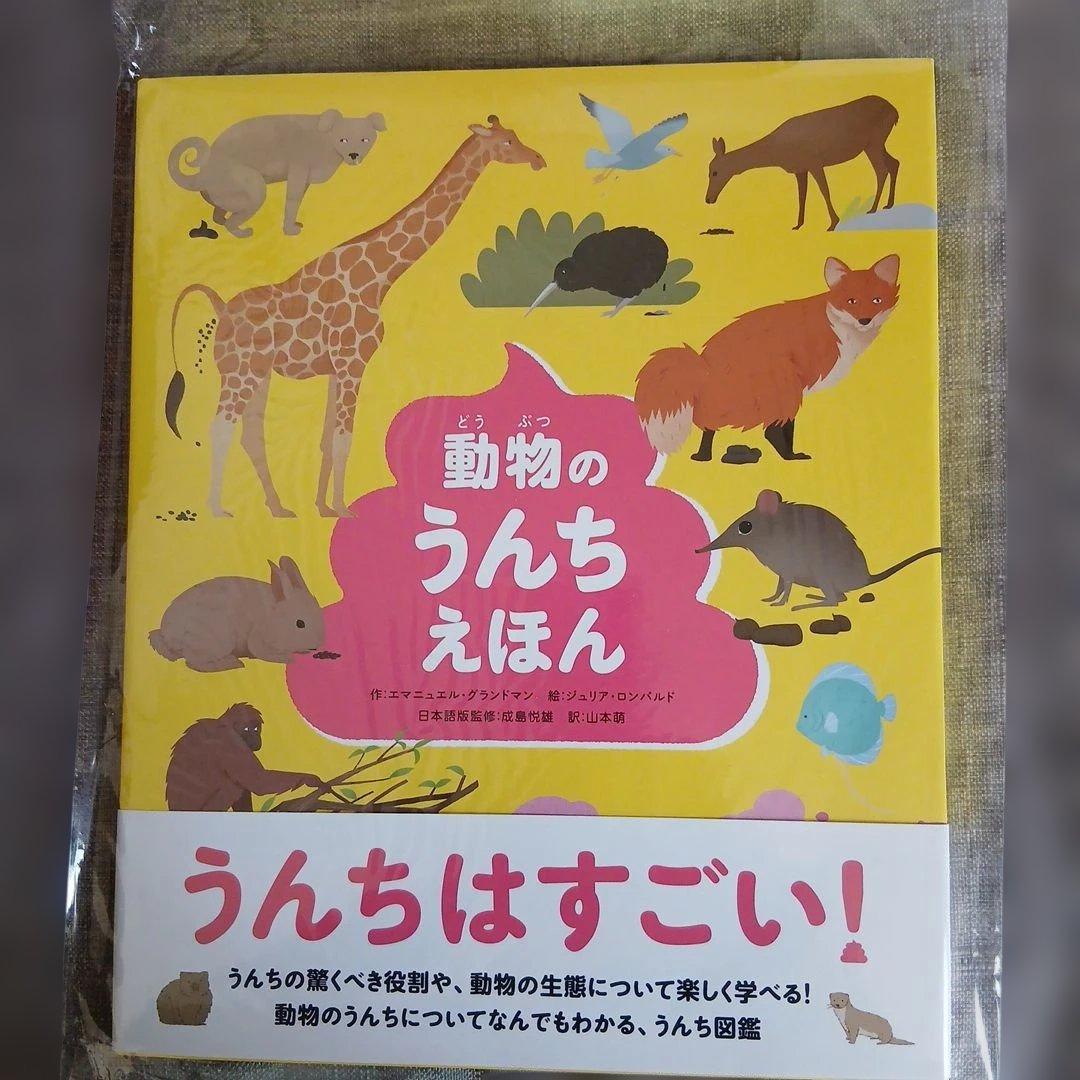 どう ぶつ
動物の
うんち
えほん
作:エマニュエル・グランドマン 絵:ジュリア・ロンバルド
日本語版監修:成島悦雄 訳:山本萌
うんちはすごい!
うんちの驚くべき役割や、動物の生態について楽しく学べる!
動物のうんちについてなんでもわかる、うんち図鑑